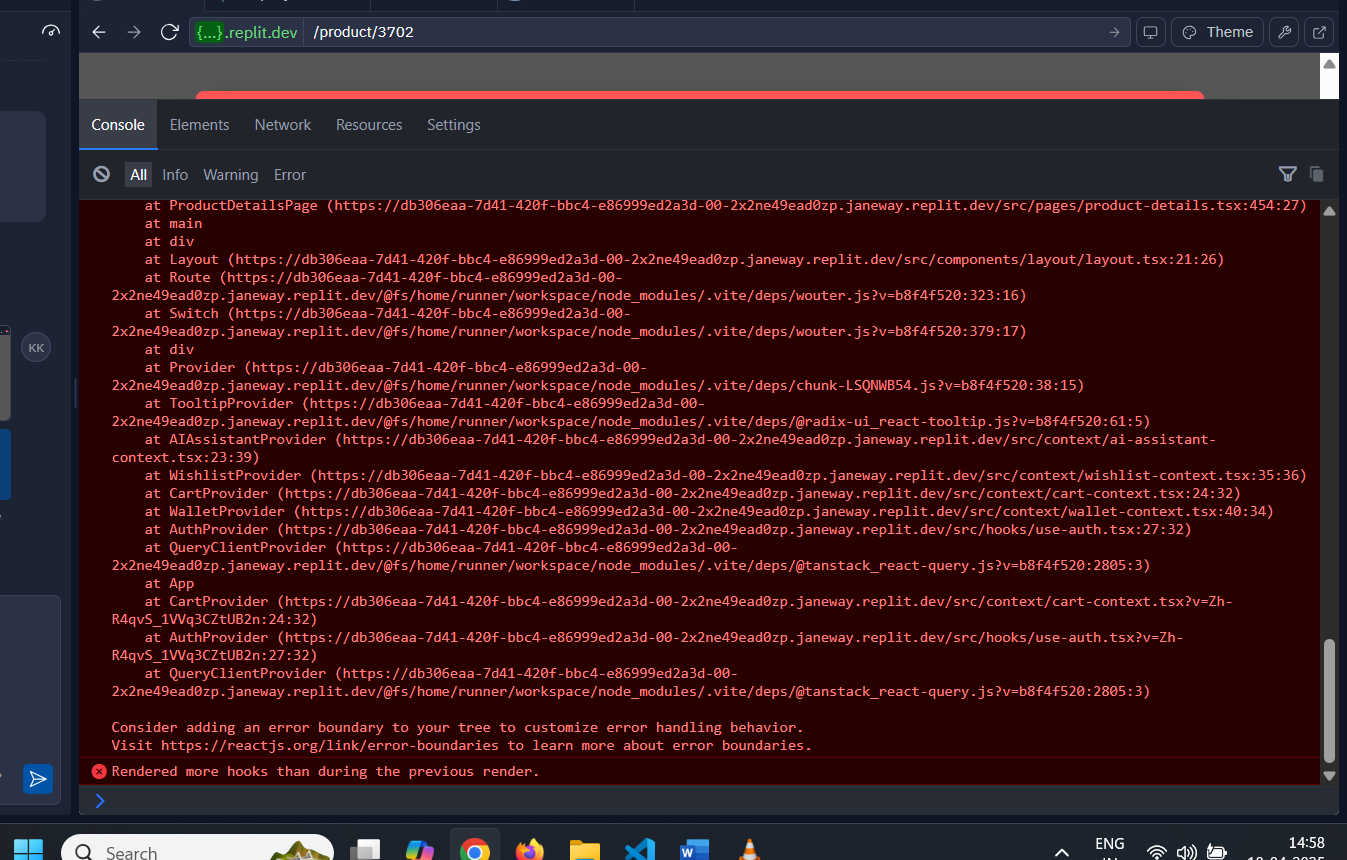 {...}.replit.dev /product/3702
Theme
Console Elements Network Resources Settings
All Info Warning Error
at ProductDetailsPage (https://db306eaa-7d41-420f-bbc4-e86999ed2a3d-00-2x2ne49ead0zp.janeway.replit.dev/src/pages/product-details.tsx:454:27)
at main
at div
at Layout (https://db306eaa-7d41-420f-bbc4-e86999ed2a3d-00-2x2ne49ead0zp.janeway.replit.dev/src/components/layout/layout.tsx:21:26)
at Route (https://db306eaa-7d41-420f-bbc4-e86999ed2a3d-00-
2x2ne49ead0zp.janeway.replit.dev/@fs/home/runner/workspace/node_modules/.vite/deps/wouter.js?v=b8f4f520:323:16)
at Switch (https://db306eaa-7d41-420f-bbc4-e86999ed2a3d-00-
2x2ne49ead0zp.janeway.replit.dev/@fs/home/runner/workspace/node_modules/.vite/deps/wouter.js?v=b8f4f520:379:17)
KK
at div
at Provider (https://db306eaa-7d41-420f-bbc4-e86999ed2a3d-00-
2x2ne49ead0zp.janeway.replit.dev/@fs/home/runner/workspace/node_modules/.vite/deps/chunk-LSQNWB54.js?v=b8f4f520:38:15)
at TooltipProvider (https://db306eaa-7d41-420f-bbc4-e86999ed2a3d-00-
2x2ne49ead0zp.janeway.replit.dev/@fs/home/runner/workspace/node_modules/.vite/deps/@radix-ui_react-tooltip.js?v=b8f4f520:61:5)
at AIAssistantProvider (https://db306eaa-7d41-420f-bbc4-e86999ed2a3d-00-2x2ne49ead0zp.janeway.replit.dev/src/context/ai-assistant-
context.tsx:23:39)
at WishlistProvider (https://db306eaa-7d41-420f-bbc4-e86999ed2a3d-00-2x2ne49ead0zp.janeway.replit.dev/src/context/wishlist-context.tsx:35:36)
at CartProvider (https://db306eaa-7d41-420f-bbc4-e86999ed2a3d-00-2x2ne49ead0zp.janeway.replit.dev/src/context/cart-context.tsx:24:32)
at WalletProvider (https://db306eaa-7d41-420f-bbc4-e86999ed2a3d-00-2x2ne49ead0zp.janeway.replit.dev/src/context/wallet-context.tsx:40:34)
at AuthProvider (https://db306eaa-7d41-420f-bbc4-e86999ed2a3d-00-2x2ne49ead0zp.janeway.replit.dev/src/hooks/use-auth.tsx:27:32)
at QueryClientProvider (https://db306eaa-7d41-420f-bbc4-e86999ed2a3d-00-
2x2ne49ead0zp.janeway.replit.dev/@fs/home/runner/workspace/node_modules/.vite/deps/@tanstack_react-query.js?v=b8f4f520:2805:3)
at App
at CartProvider (https://db306eaa-7d41-420f-bbc4-e86999ed2a3d-00-2x2ne49ead0zp.janeway.replit.dev/src/context/cart-context.tsx?v=Zh-
R4qvS_1VVq3CZtUB2n:24:32)
at AuthProvider (https://db306eaa-7d41-420f-bbc4-e86999ed2a3d-00-2x2ne49ead0zp.janeway.replit.dev/src/hooks/use-auth.tsx?v=Zh-
R4qvS_1VVq3CZtUB2n:27:32)
at QueryClientProvider (https://db306eaa-7d41-420f-bbc4-e86999ed2a3d-00-
2x2ne49ead0zp.janeway.replit.dev/@fs/home/runner/workspace/node_modules/.vite/deps/@tanstack_react-query.js?v=b8f4f520:2805:3)
Consider adding an error boundary to your tree to customize error handling behavior.
Visit https://reactjs.org/link/error-boundaries to learn more about error boundaries.
Rendered more hooks than during the previous render.
Search
ENG
14:58